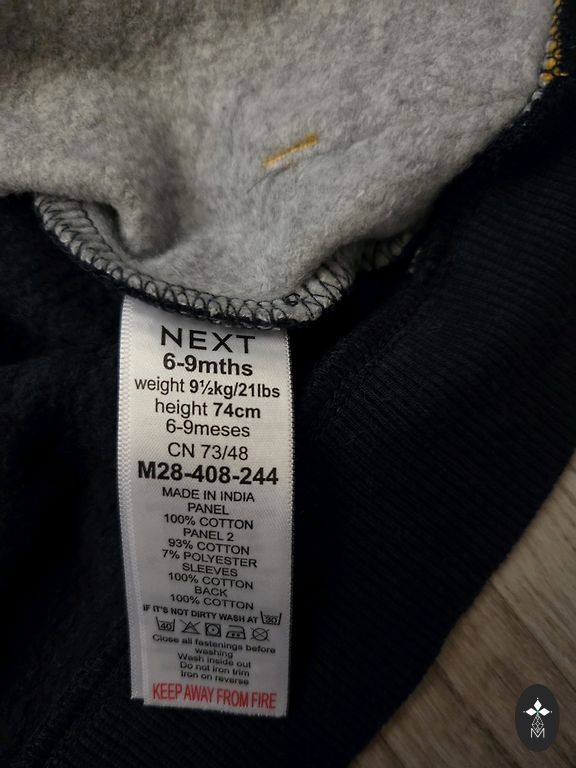 NEXT
6-9mths
weight 9½kg/21lbs
height 74cm
6-9meses
CN 73/48
M28-408-244
MADE IN INDIA
PANEL
100% COTTON
PANEL 2
93% COTTON
7% POLYESTER
SLEEVES
100% COTTON
BACK
100% COTTON
IF IT'S NOT DIRTY WASH AT 30
40
Close all fastenings before
washing
Wash inside out
Do not iron trim
Iron on reverse
KEEP AWAY FROM FIRE
M